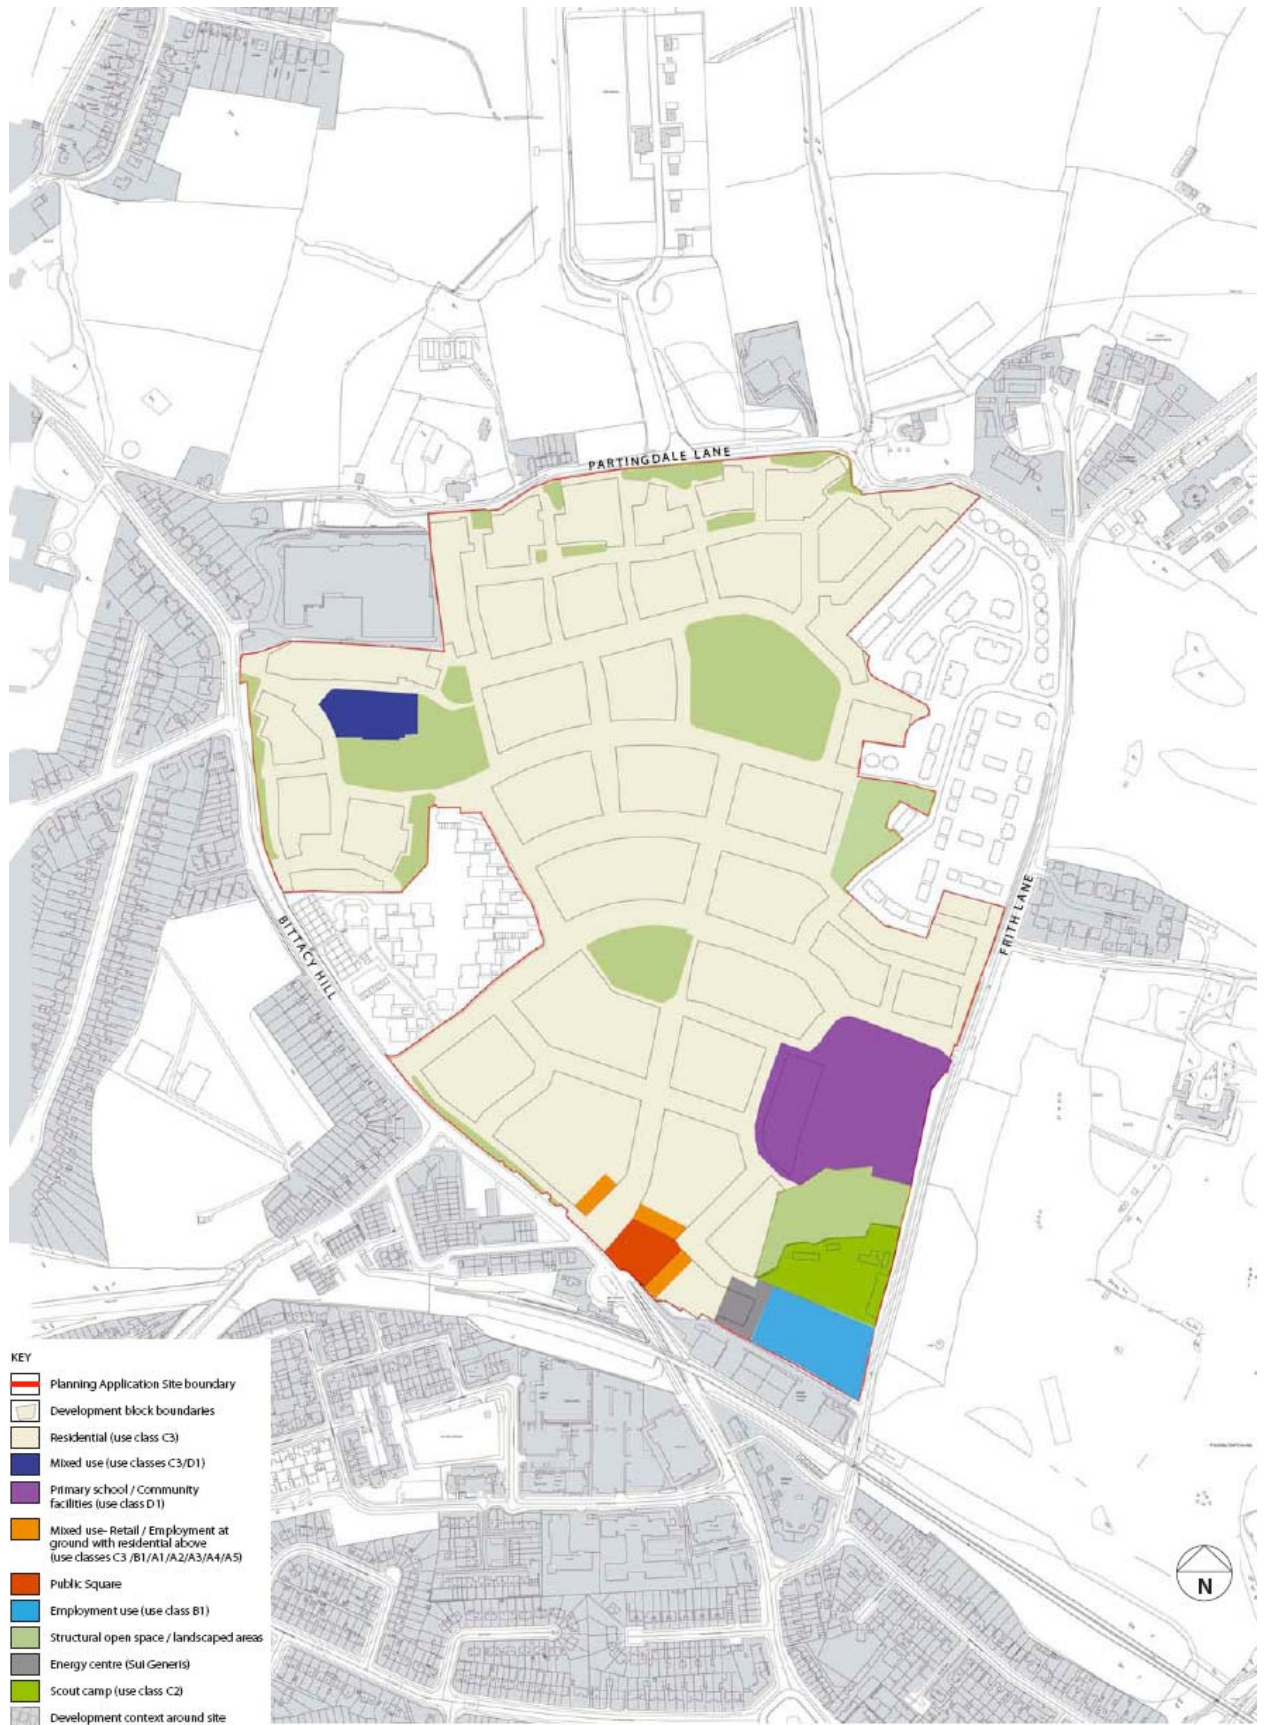 PARTINGDALE LANE
FRITH LANE
BITTACY HILL
KEY
Planning Application Site boundary
Development block boundaries
Residential (use class C3)
Mixed use (use classes C3/D1)
Primary school / Community
facilities (use class D1)
Mixed use- Retail / Employment at
ground with residential above
(use classes C3 /B1/A1/A2/A3/A4/A5)
Public Square
Employment use (use class B1)
Structural open space / landscaped areas
Energy centre (Sui Generis)
Scout camp (use class C2)
Development context around site
N